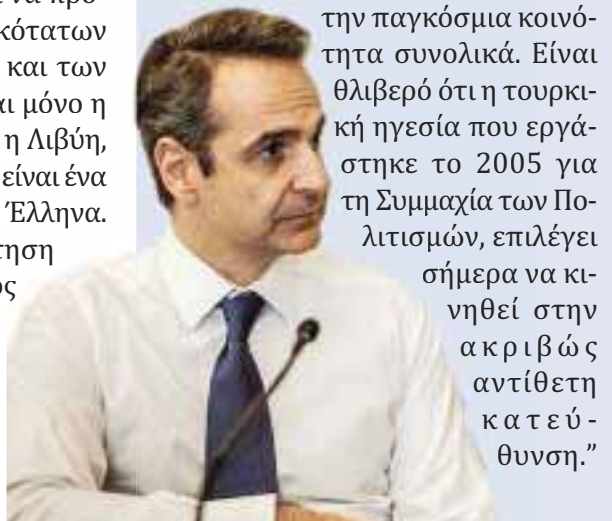 κότατων
και των
αι μόνο η
η Λιβύη,
είναι ένα
Έλληνα.
τηση
την παγκόσμια κοινό-
τητα συνολικά. Είναι
θλιβερό ότι η τουρκι-
κή ηγεσία που εργά-
στηκε το 2005 για
τη Συμμαχία των Πο-
λιτισμών, επιλέγει
σήμερα να κι-
νηθεί στην
ακριβώς
αντίθετη
κατεύ-
θυνση.”